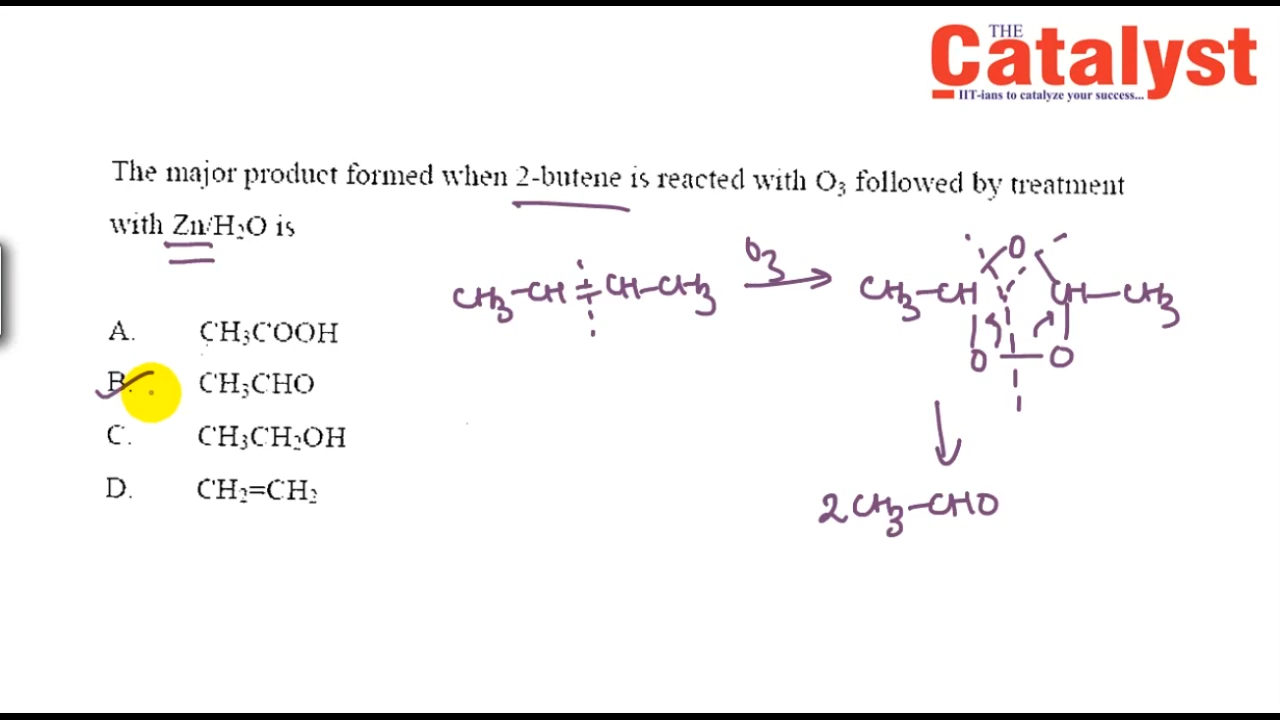 THE
Catalyst
IIT-ians to catalyze your success...
The major product formed when 2-butene is reacted with O₃ followed by treatment
with Zn/H₂O is
CH₃-CH=CH-CH₃ O₃ CH₃-CH O CH-CH₃
O-O
A. CH₃COOH
B. CH₃CHO
C. CH₃CH₂OH
D. CH₂=CH₂
2CH₃-CHO